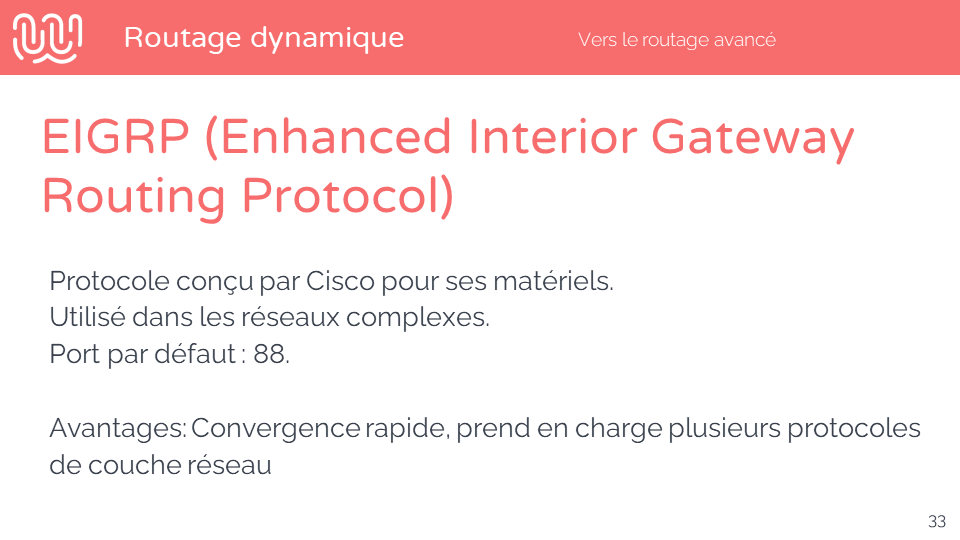 Routage dynamique
Vers le routage avancé
EIGRP (Enhanced Interior Gateway
Routing Protocol)
Protocole conçu par Cisco pour ses matériels.
Utilisé dans les réseaux complexes.
Port par défaut : 88.
Avantages: Convergence rapide, prend en charge plusieurs protocoles
de couche réseau
33